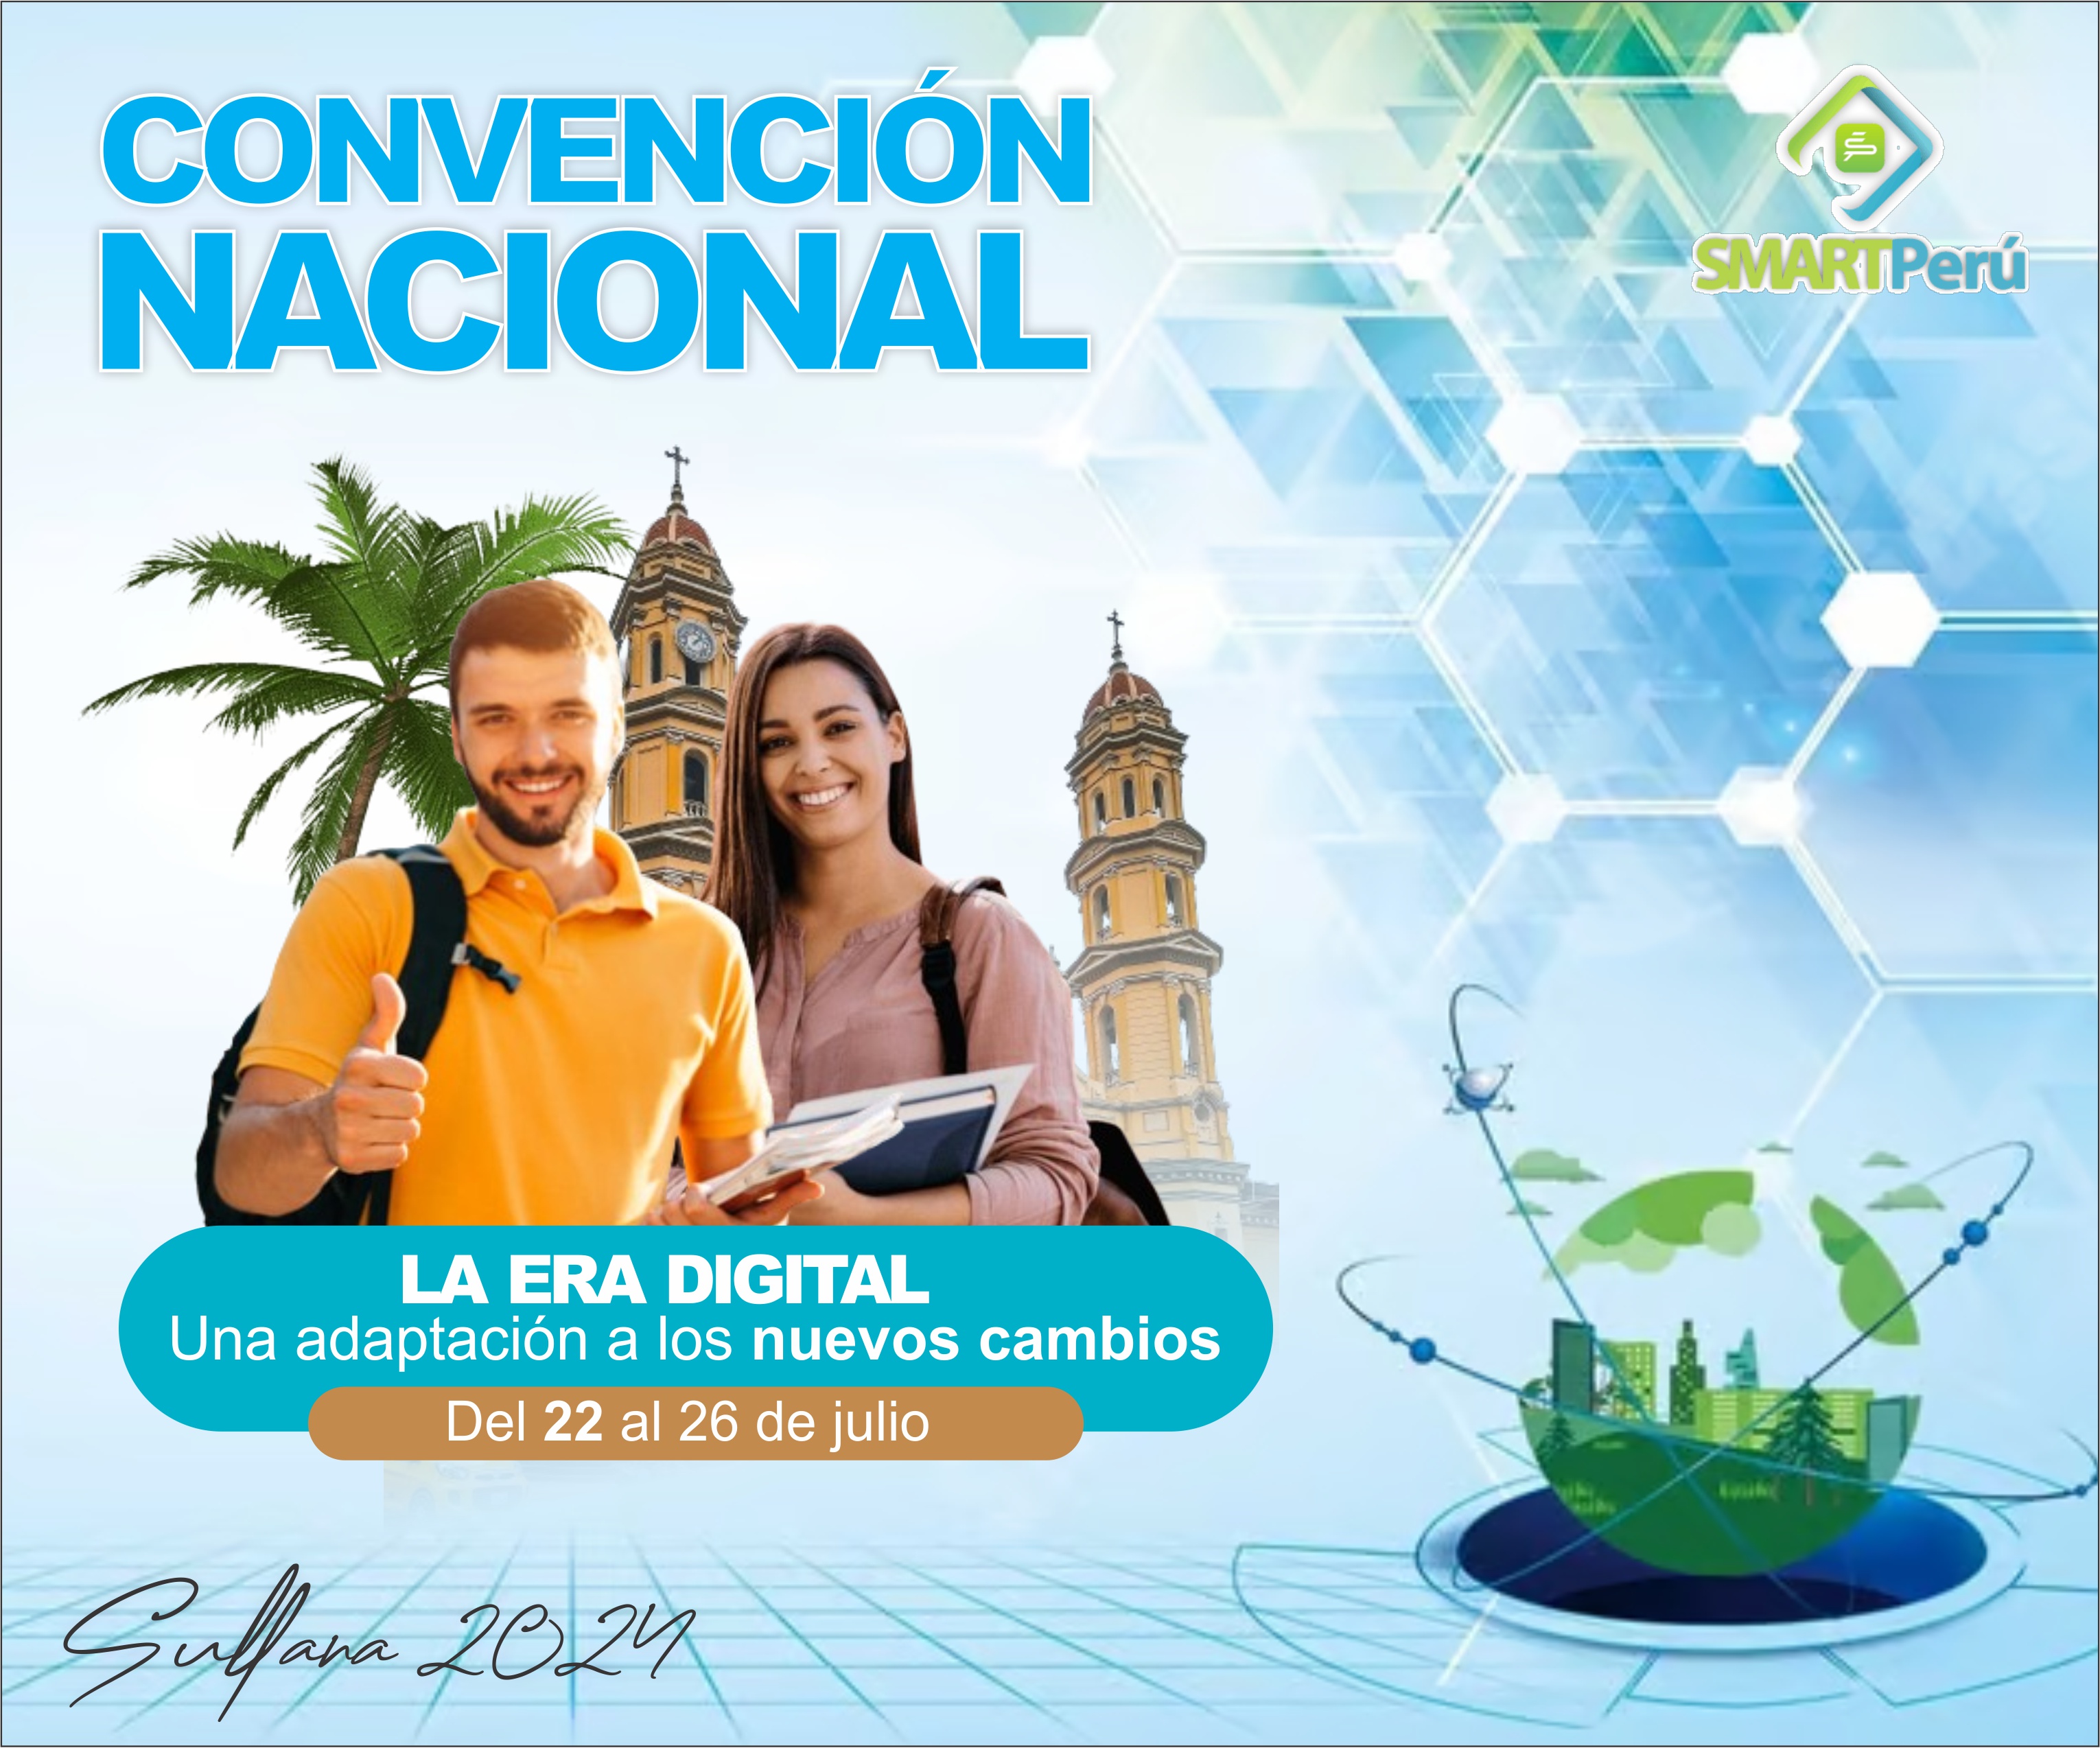 CONVENCIÓN
NACIONAL
SMARTPerú
LA ERA DIGITAL
Una adaptación a los nuevos cambios
Del 22 al 26 de julio
Sullana 2024